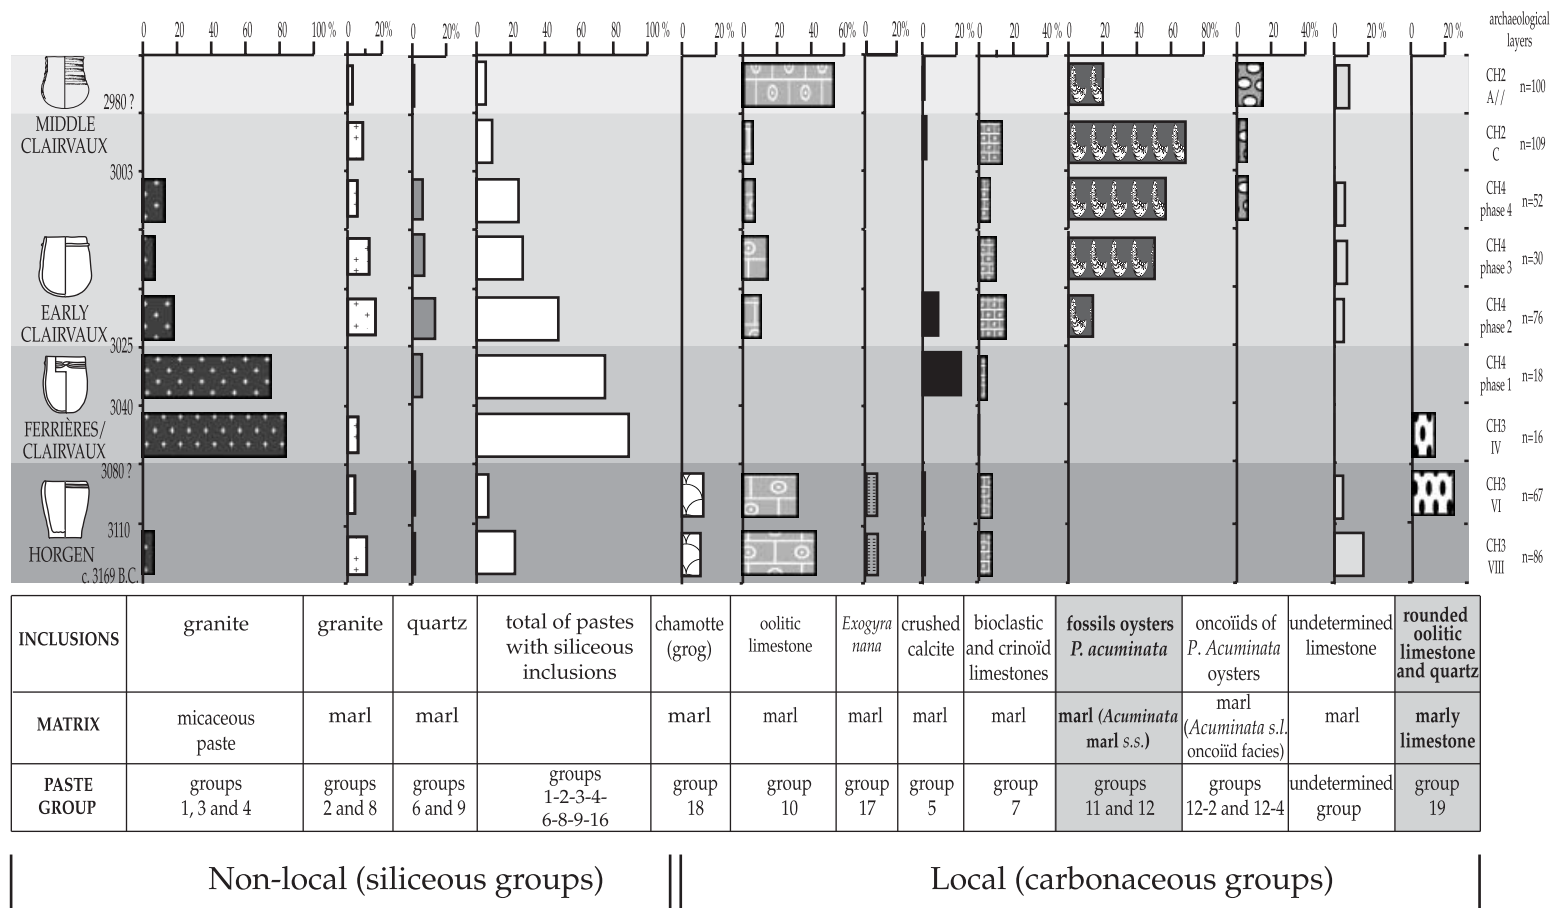 0 20 40 60 80 100 % 0 20% 0 20% 0 20 40 60 80 100 % 0 20 % 0 20 40 60% 0 20% 0 20 % 0 20 40 % 0 20 40 60 80% 0 20 40% 0 20 % 0 20 %
archaeological
layers
2980 ?
CH2
A//
n=100
MIDDLE
CLAIRVAUX
CH2
C
n=109
3003
CH4
phase 4
n=52
CH4
phase 3
n=30
EARLY
CLAIRVAUX
CH4
phase 2
n=76
3025
CH4
phase 1
n=18
3040
FERRIÈRES/
CLAIRVAUX
CH3
IV
n=16
3080 ?
CH3
VI
n=67
3110
HORGEN
CH3
VIII
n=86
c. 3169 B.C.
INCLUSIONS
granite
granite
quartz
total of pastes
with siliceous
inclusions
chamotte
(grog)
oolitic
limestone
Exogyra
nana
crushed
calcite
bioclastic
and crinoïd
limestones
fossils oysters
P. acuminata
oncoïids of
P. Acuminata
oysters
undetermined
limestone
rounded
oolitic
limestone
and quartz
MATRIX
micaceous
paste
marl
marl
marl
marl
marl
marl
marl
marl (Acuminata
marl s.s.)
marl
(Acuminata s.l.
oncoïid facies)
marl
marly
limestone
PASTE
GROUP
groups
1, 3 and 4
groups
2 and 8
groups
6 and 9
groups
1-2-3-4-
6-8-9-16
group
18
group
10
group
17
group
5
group
7
groups
11 and 12
groups
12-2 and 12-4
undetermined
group
group
19
Non-local (siliceous groups)
Local (carbonaceous groups)